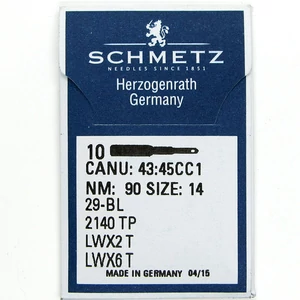 SCHMETZ
NEEDLES SINCE 1851
Herzogenrath
Germany
10
CANU: 43:45CC1
NM: 90 SIZE: 14
29-BL
2140 TP
LWX2 T
LWX6 T
MADE IN GERMANY 04/16